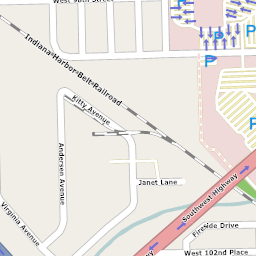 West 98th Street
P
P
Indiana Harbor Belt Railroad
P
Kitty Avenue
P
Andersen Avenue
Janet Lane
Southwest Highway
Virginia Avenue
Fireside Drive
West 102nd Place